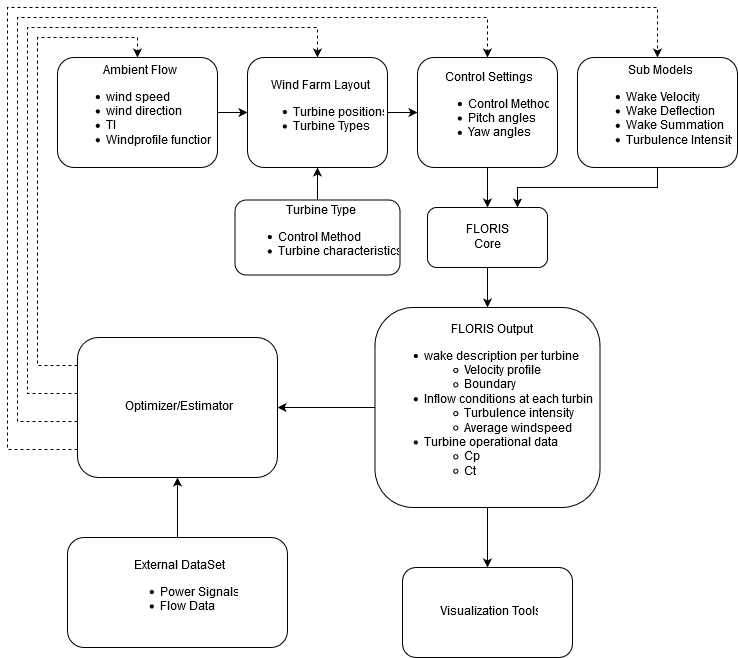 Ambient Flow
wind speed
wind direction
TI
Windprofile function
Wind Farm Layout
Turbine positions
Turbine Types
Control Settings
Control Method
Pitch angles
Yaw angles
Sub Models
Wake Velocity
Wake Deflection
Wake Summation
Turbulence Intensit
Turbine Type
Control Method
Turbine characteristics
FLORIS
Core
FLORIS Output
wake description per turbine
Velocity profile
Boundary
Inflow conditions at each turbin
Turbulence intensity
Average windspeed
Turbine operational data
Cp
Ct
Optimizer/Estimator
External DataSet
Power Signals
Flow Data
Visualization Tools